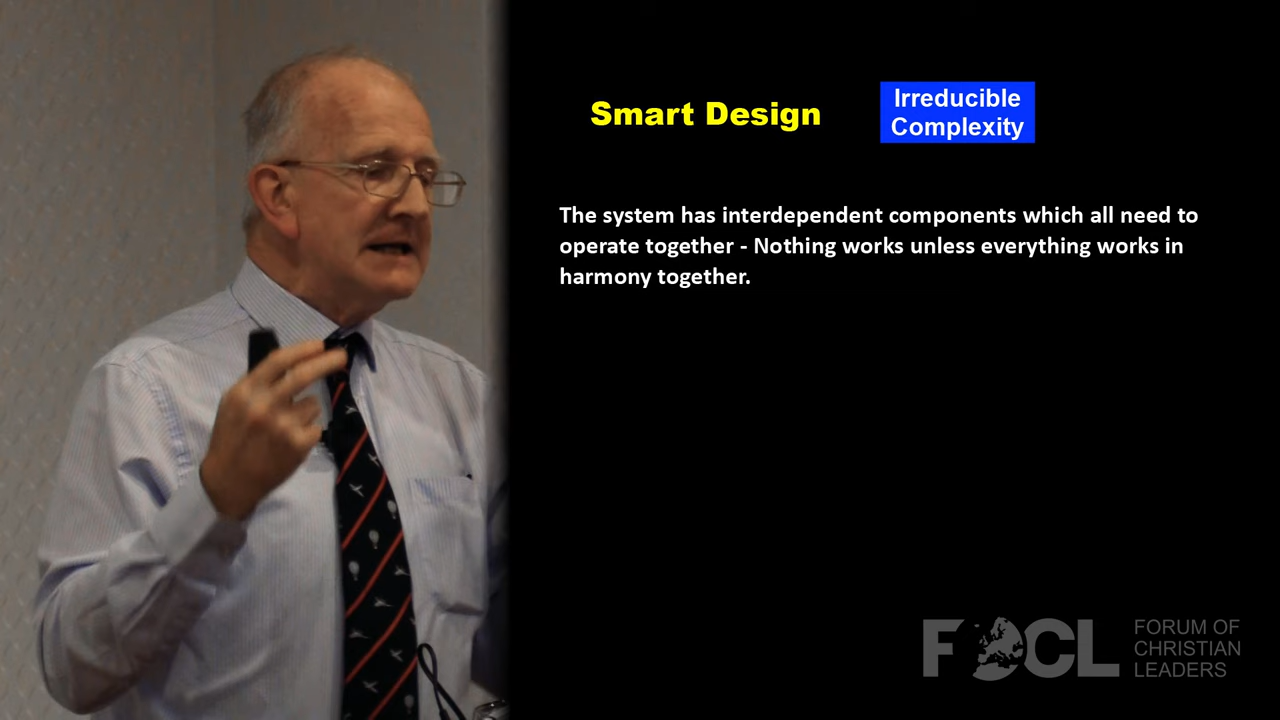 Smart Design
Irreducible
Complexity
The system has interdependent components which all need to
operate together - Nothing works unless everything works in
harmony together.
FOCL
FORUM OF
CHRISTIAN
LEADERS